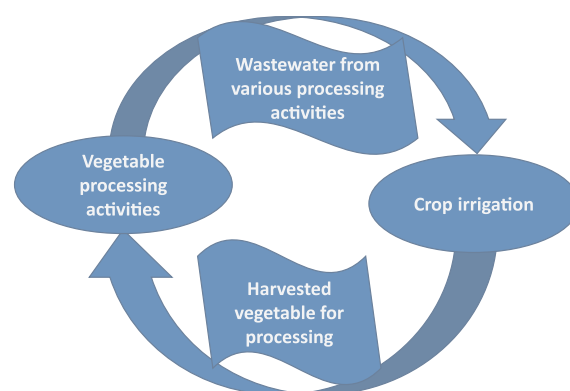 Wastewater from
various processing
activities
Vegetable
processing
activities
Crop irrigation
Harvested
vegetable for
processing